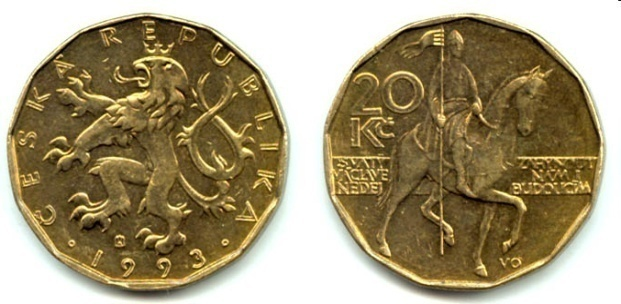 ČESKÁ REPUBLIKA
· 1993 ·
20
Kč
SVATÝ
VÁCLAVE
NEDEJ
ZAHYNOUTI
NÁM I
BUDOUCÍM
VO